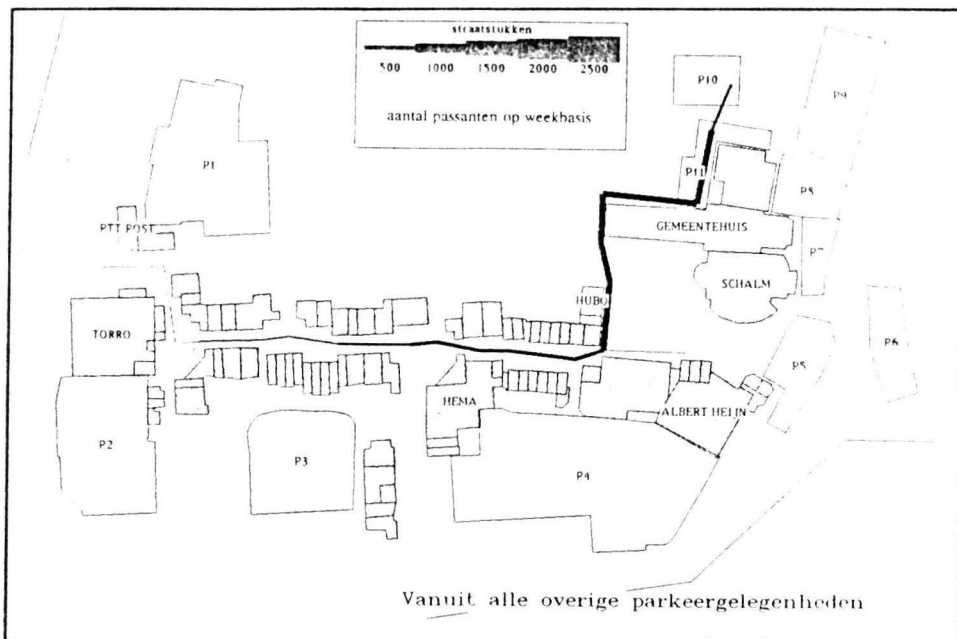 straatstukken
500 1000 1500 2000 2500
aantal passanten op weekbasis
P10
P9
P1
P11
P8
PTT POST
GEMEENTEHUIS
P7
SCHALM
HUBO
TORRO
P6
P5
HEMA
ALBERT HEIJN
P2
P3
P4
Vanuit alle overige parkeergelegenheden